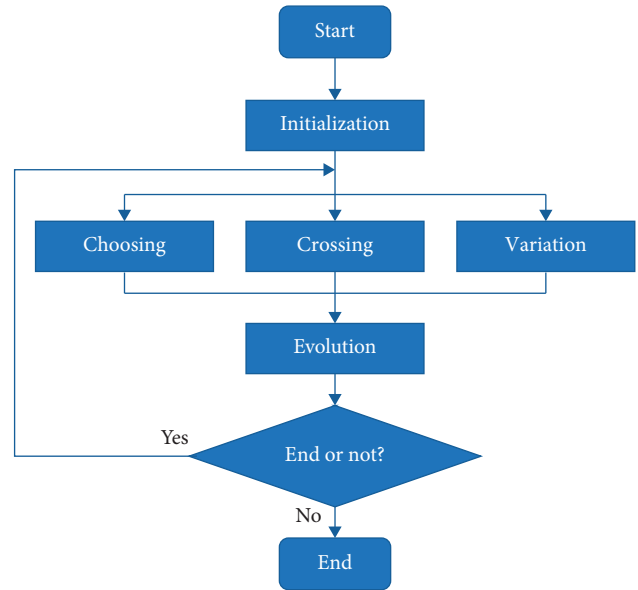 Start
Initialization
Choosing
Crossing
Variation
Evolution
Yes
End or not?
No
End